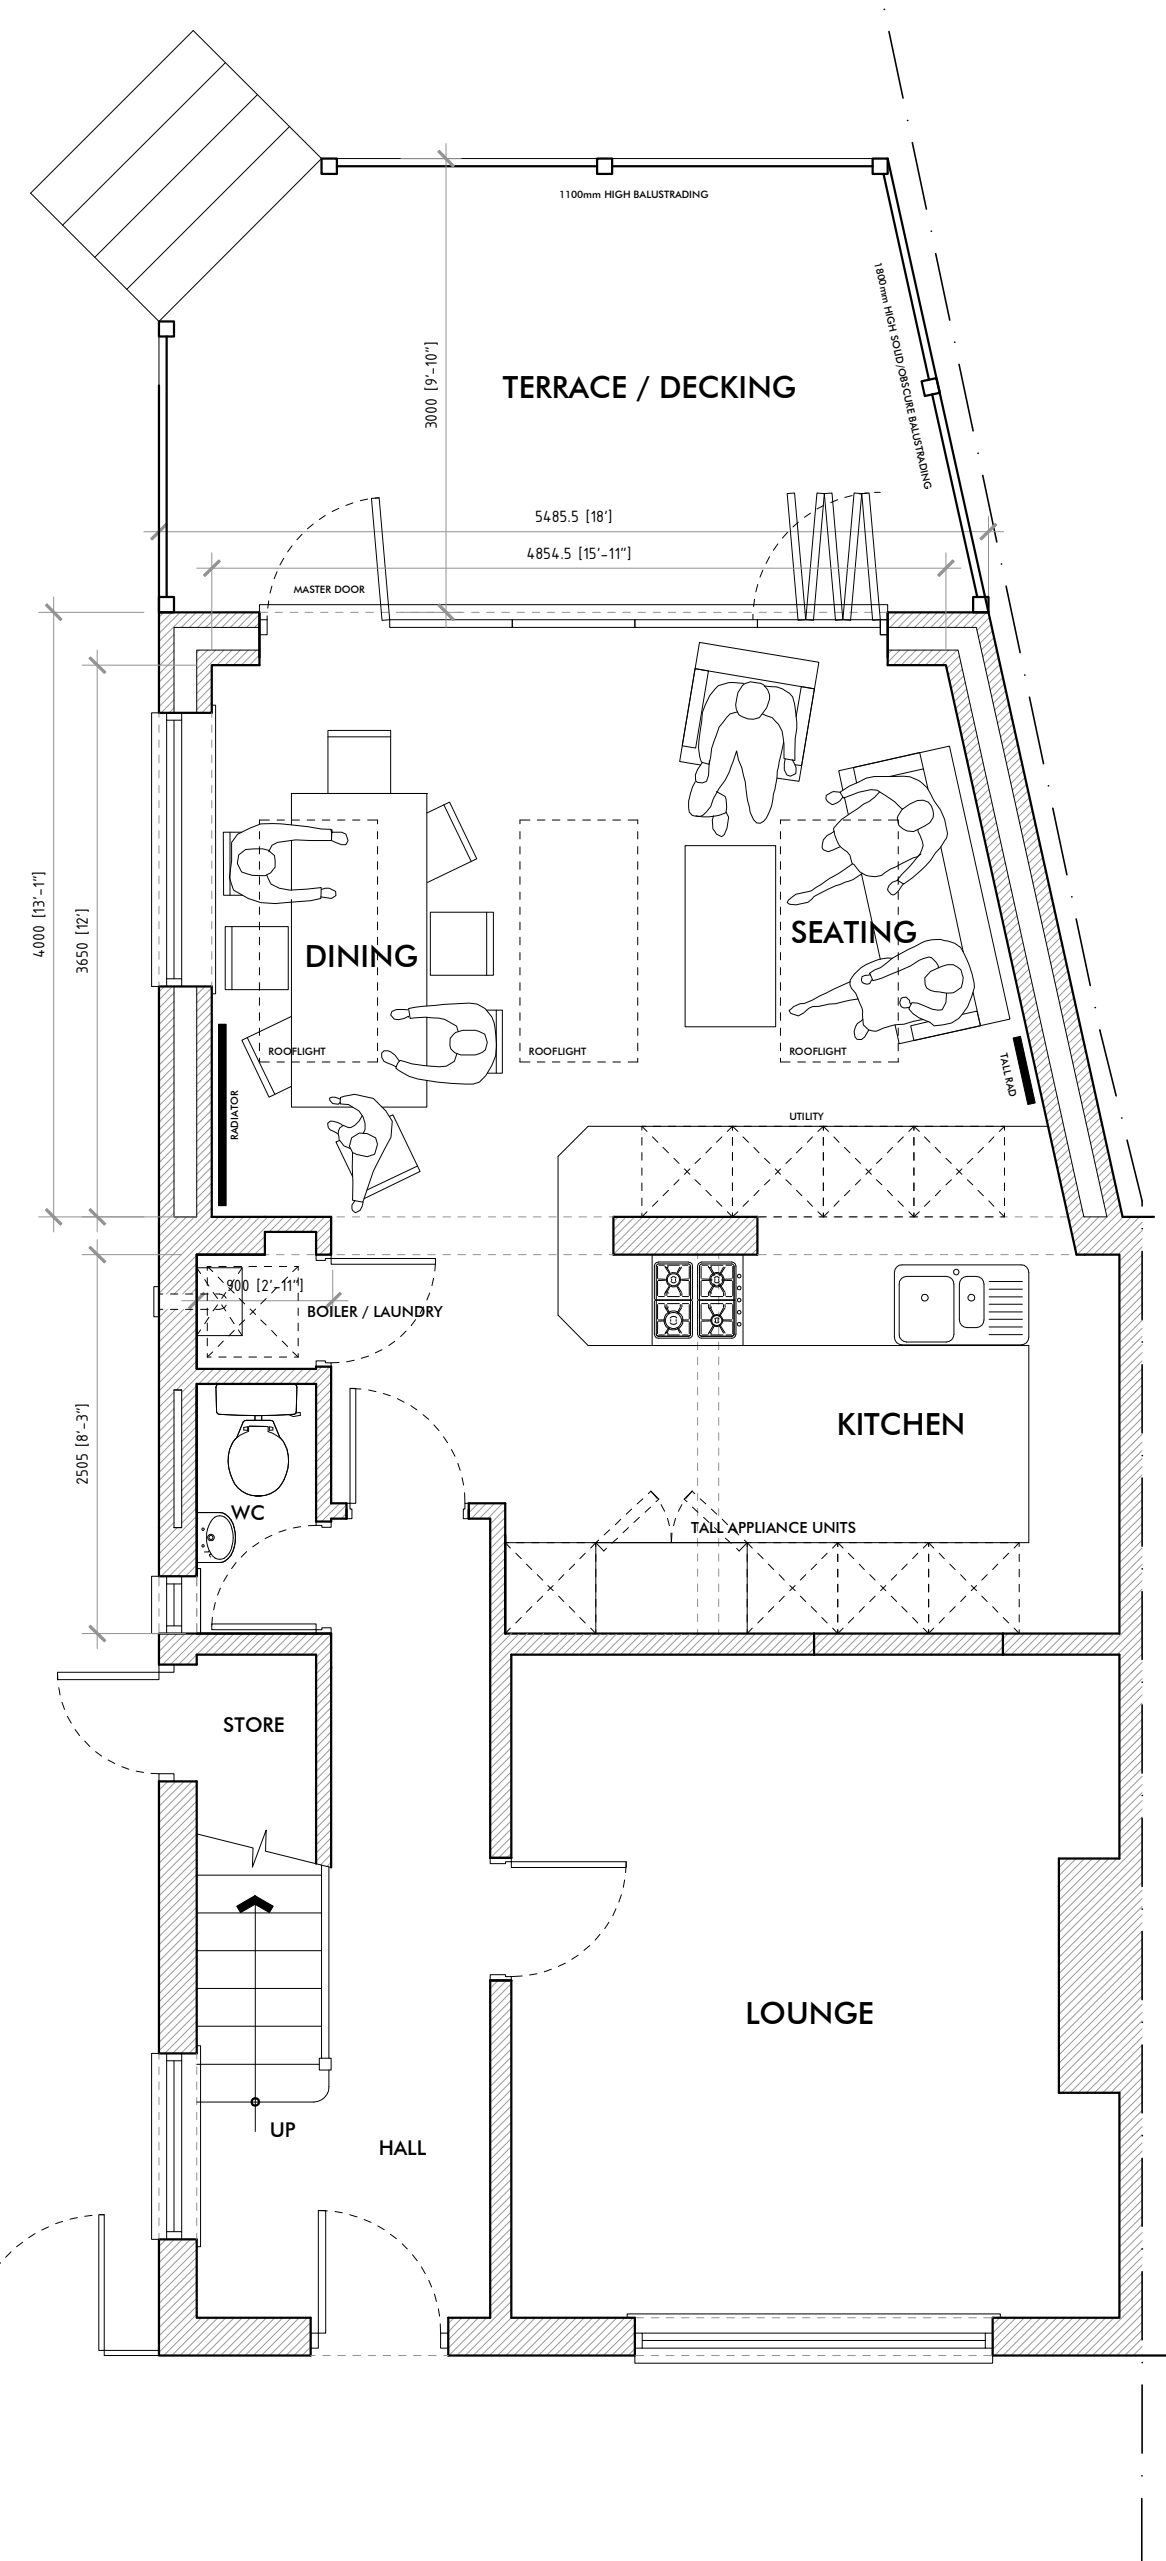 1100mm HIGH BALUSTRADING
1800mm HIGH SOLID/OBSCURE BALUSTRADING
3000 [9'-10"]
TERRACE / DECKING
5485.5 [18']
4854.5 [15'-11"]
MASTER DOOR
4000 [13'-1"]
3650 [12']
DINING
SEATING
ROOFLIGHT
ROOFLIGHT
ROOFLIGHT
RADIATOR
TALL RAD
UTILITY
900 [2'-11"]
BOILER / LAUNDRY
2505 [8'-3"]
KITCHEN
WC
TALL APPLIANCE UNITS
STORE
LOUNGE
UP
HALL